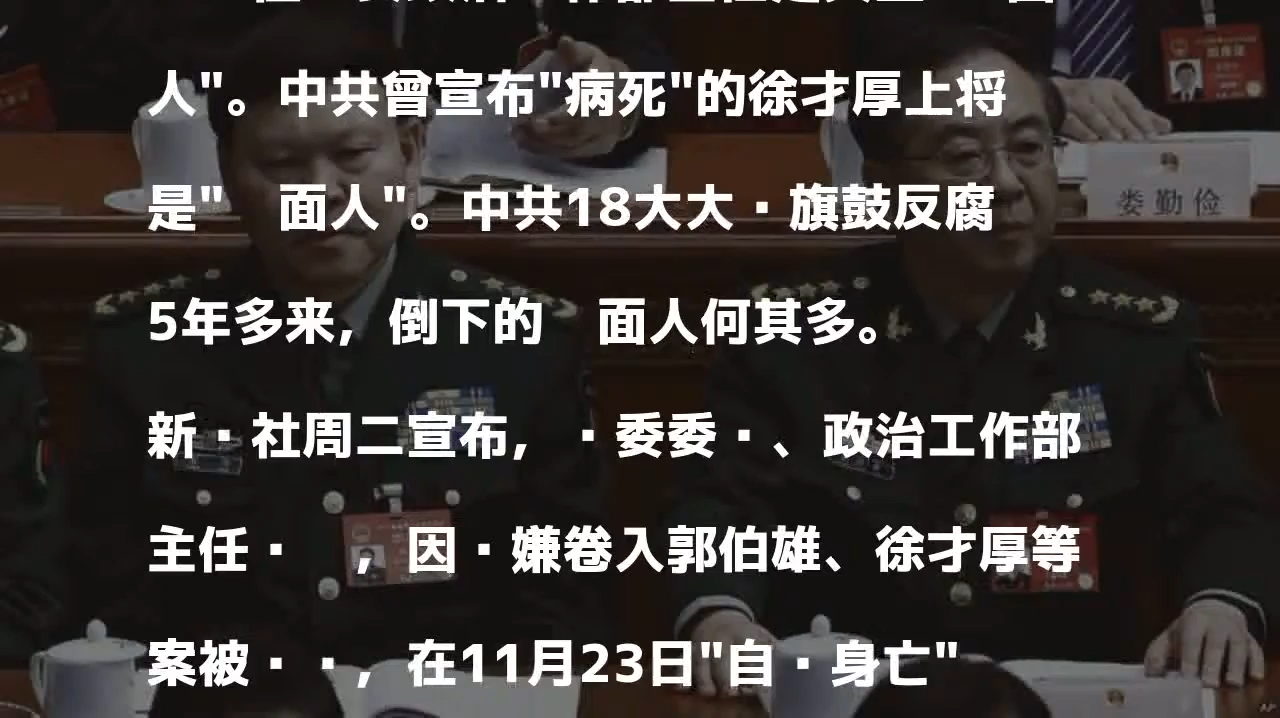 人"。中共曾宣布"病死"的徐才厚上将
是" 面人"。中共18大大·旗鼓反腐
5年多来，倒下的 面人何其多。
新·社周二宣布，·委委·、政治工作部
主任· ，因·嫌卷入郭伯雄、徐才厚等
案被·· ，在11月23日"自·身亡"
娄勤俭
AP